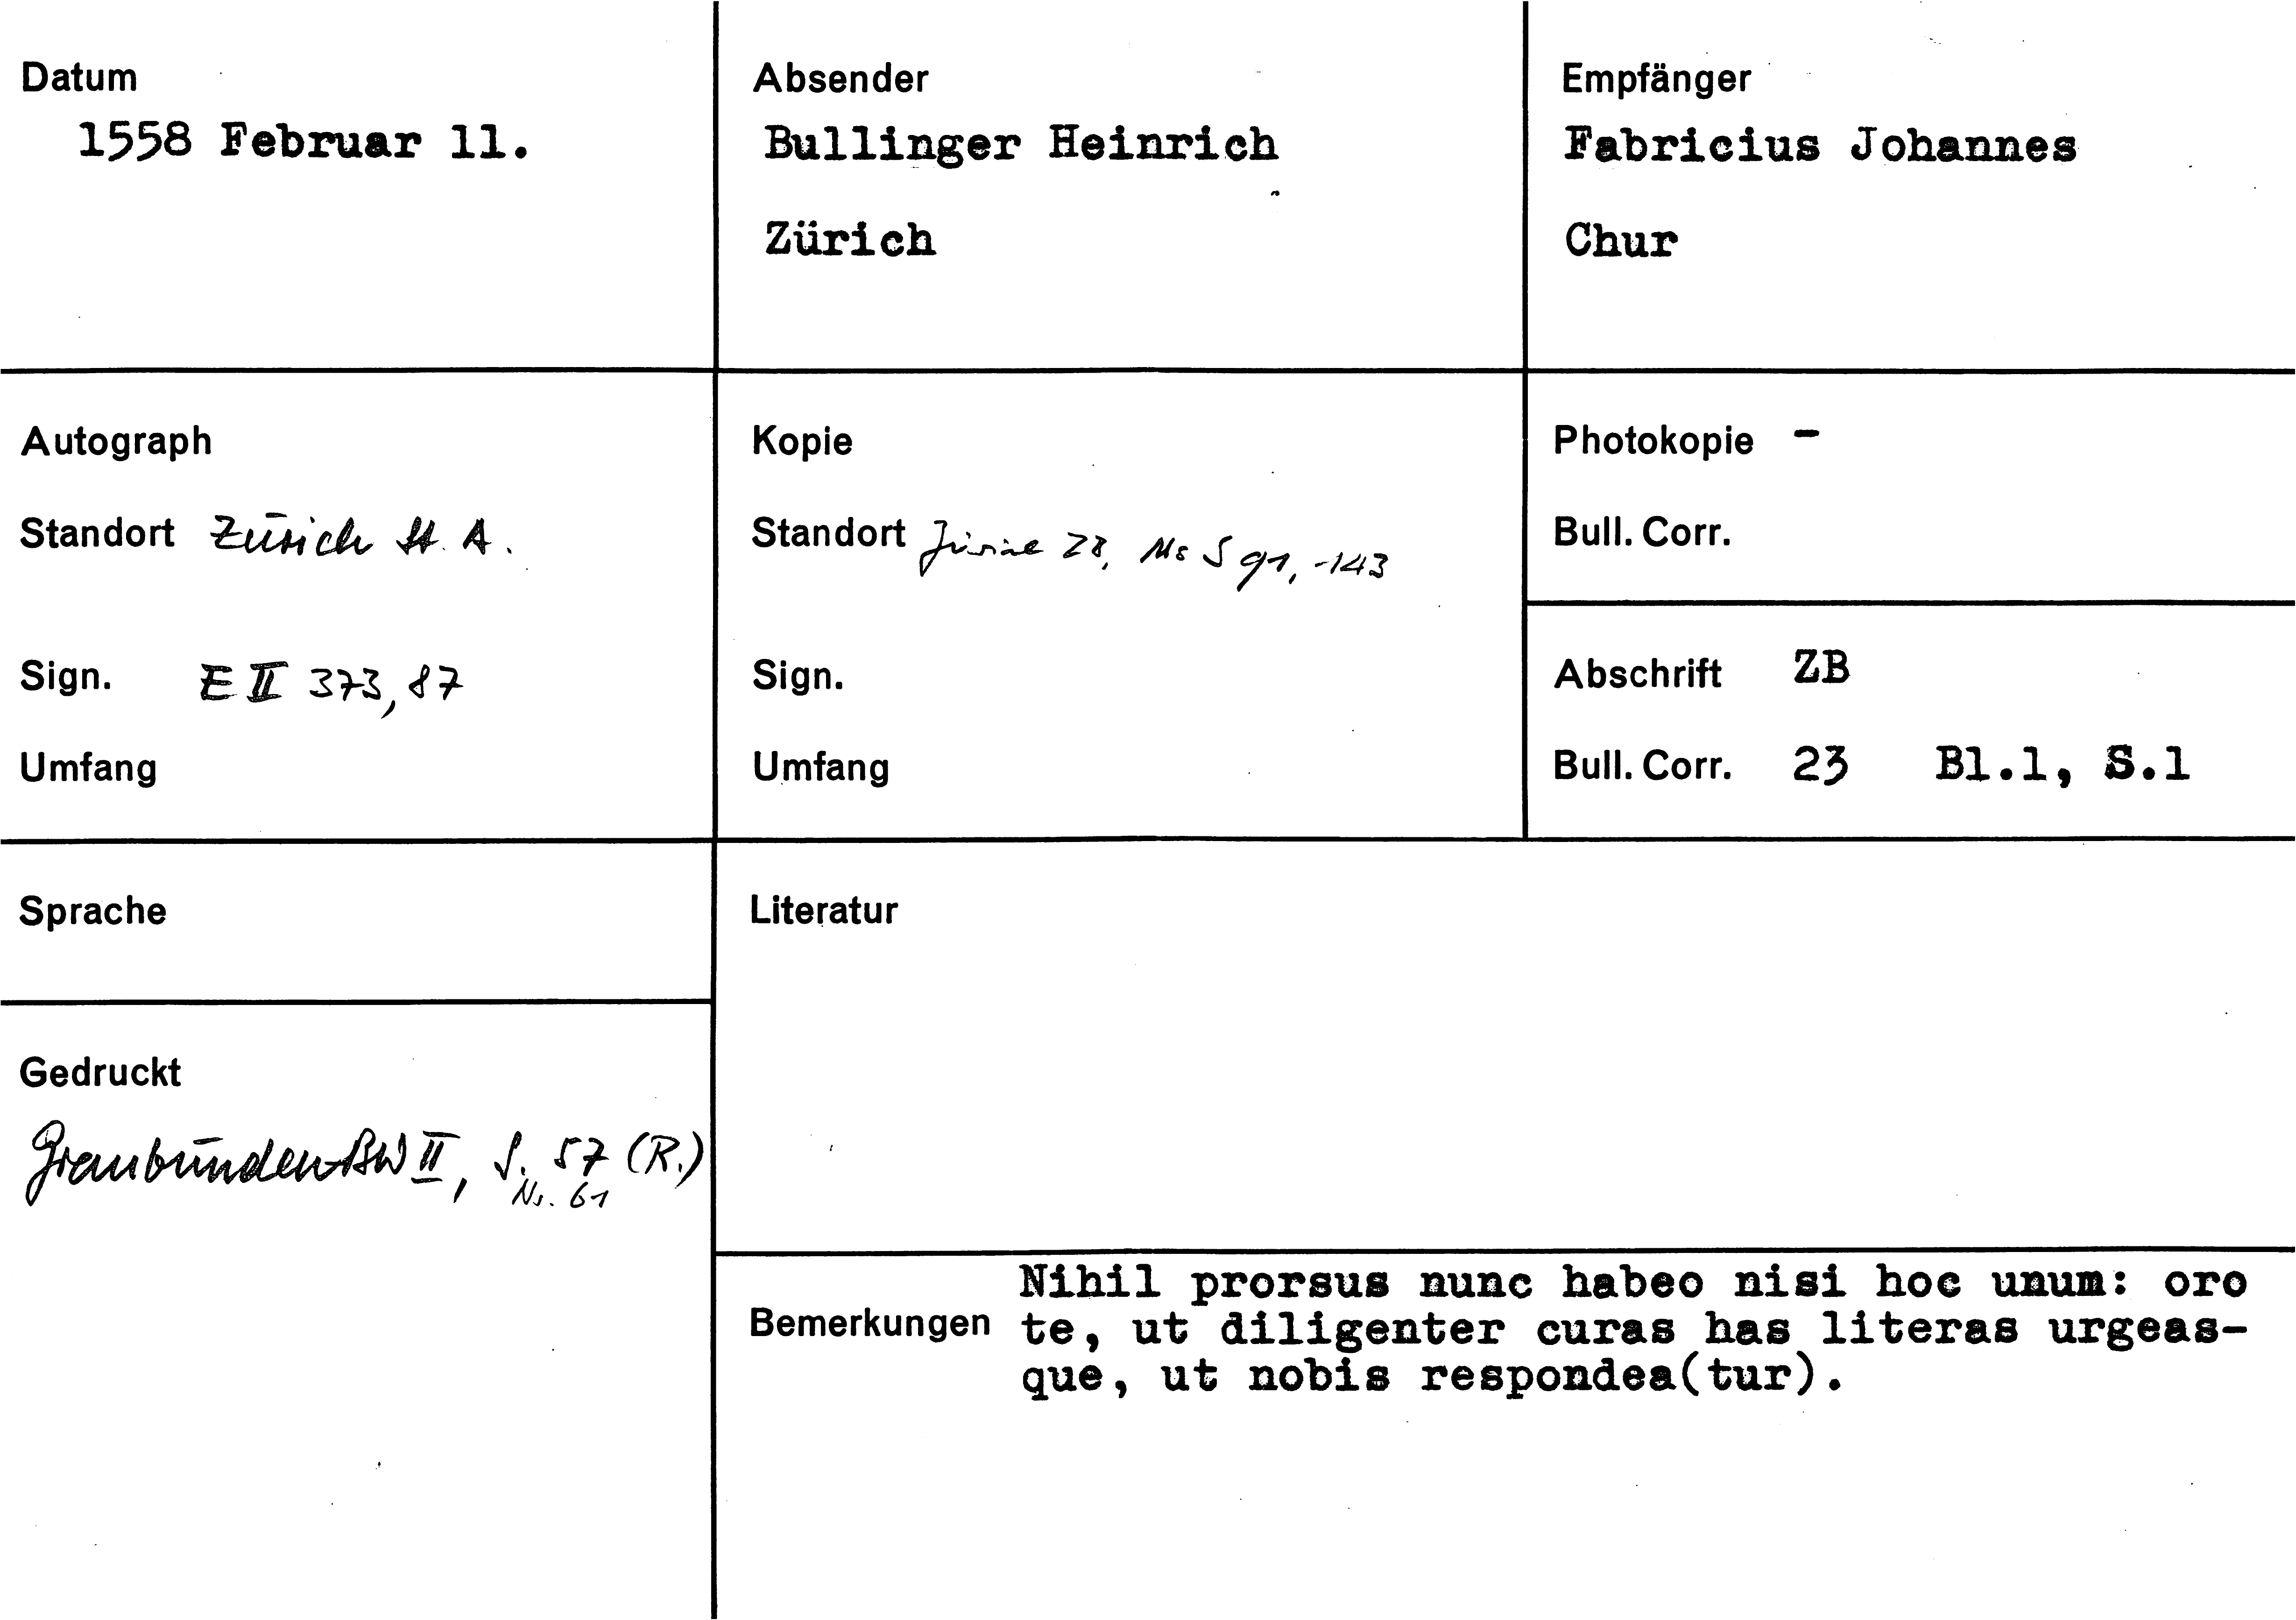 Datum
1558 Februar 11.
Absender
Bullinger Heinrich
Zürich
Empfänger
Fabricius Johannes
Chur
Autograph
Standort Zürich St. A.
Sign. E II 373, 87
Umfang
Kopie
Standort Zürich ZB, Ms S 91, -143
Sign.
Umfang
Photokopie -
Bull. Corr.
Abschrift ZB
Bull. Corr. 23 Bl.1, S.1
Sprache
Gedruckt
Graubünden BW II, S. 57 (R.)
Nr. 61
Literatur
Bemerkungen
Nihil prorsus nunc habeo nisi hoc unum: oro
te, ut diligenter curas has literas urgeas-
que, ut nobis respondea(tur).